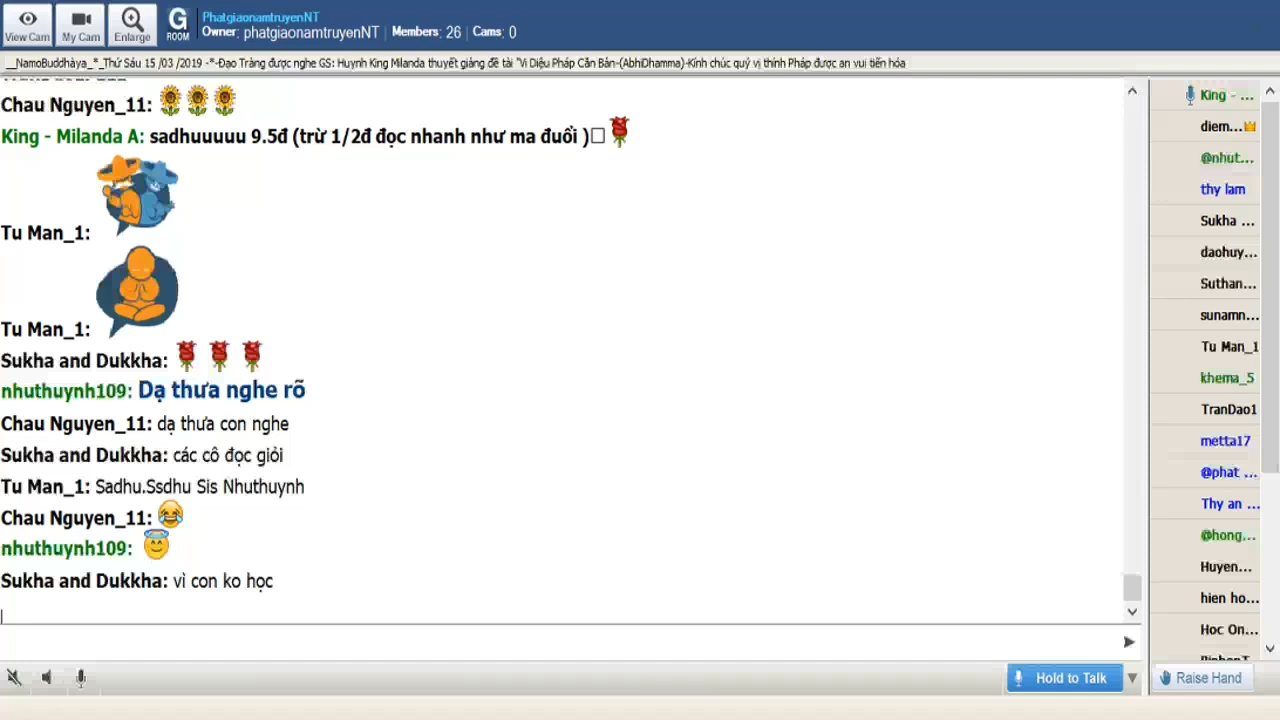 PhatgiaonamtruyenNT
Owner: phatgiaonamtruyenNT | Members: 26 | Cams: 0
View Cam My Cam Enlarge G ROOM
__NamoBuddhàya_*_Thứ Sáu 15 /03 /2019 -*-Đạo Tràng được nghe GS: Huynh King Milanda thuyết giảng đề tài "Vi Diệu Pháp Căn Bản-(AbhiDhamma)-Kính chúc quý vị thính Pháp được an vui tiến hóa
Chau Nguyen_11:
King - Milanda A: sadhuuuuu 9.5đ (trừ 1/2đ đọc nhanh như ma đuổi )
Tu Man_1:
Tu Man_1:
Sukha and Dukkha:
nhuthuynh109: Dạ thưa nghe rõ
Chau Nguyen_11: dạ thưa con nghe
Sukha and Dukkha: các cô đọc giỏi
Tu Man_1: Sadhu.Ssdhu Sis Nhuthuynh
Chau Nguyen_11:
nhuthuynh109:
Sukha and Dukkha: vì con ko học
King - ...
diem...
@nhut...
thy lam
Sukha ...
daohuy...
Suthan...
sunamn...
Tu Man_1
khema_5
TranDao1
metta17
@phat ...
Thy an ...
@hong...
Huyen...
hien ho...
Hoc On...
Hold to Talk
Raise Hand